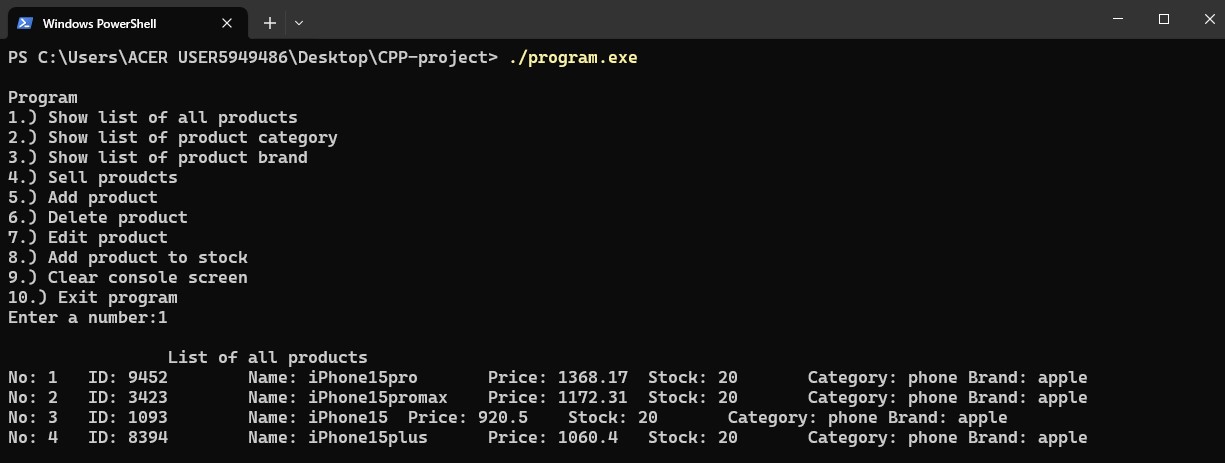 Windows PowerShell
PS C:\Users\ACER USER5949486\Desktop\CPP-project> ./program.exe
Program
1.) Show list of all products
2.) Show list of product category
3.) Show list of product brand
4.) Sell proudcts
5.) Add product
6.) Delete product
7.) Edit product
8.) Add product to stock
9.) Clear console screen
10.) Exit program
Enter a number:1
List of all products
No: 1 ID: 9452 Name: iPhone15pro Price: 1368.17 Stock: 20 Category: phone Brand: apple
No: 2 ID: 3423 Name: iPhone15promax Price: 1172.31 Stock: 20 Category: phone Brand: apple
No: 3 ID: 1093 Name: iPhone15 Price: 920.5 Stock: 20 Category: phone Brand: apple
No: 4 ID: 8394 Name: iPhone15plus Price: 1060.4 Stock: 20 Category: phone Brand: apple